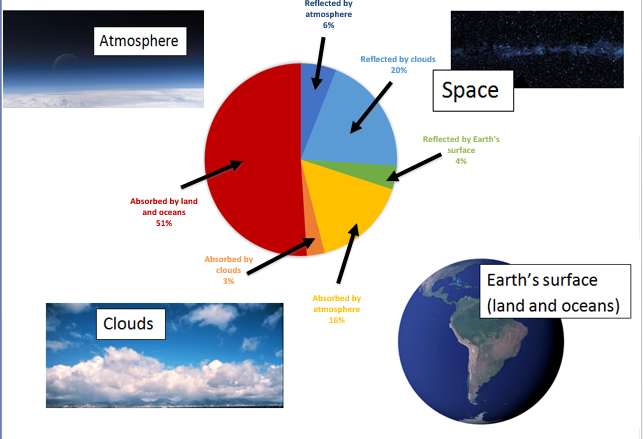 Reflected by
atmosphere
6%
Atmosphere
Reflected by clouds
20%
Space
Reflected by Earth's
surface
4%
Absorbed by land
and oceans
51%
Absorbed by
clouds
3%
Absorbed by
atmosphere
16%
Earth's surface
(land and oceans)
Clouds